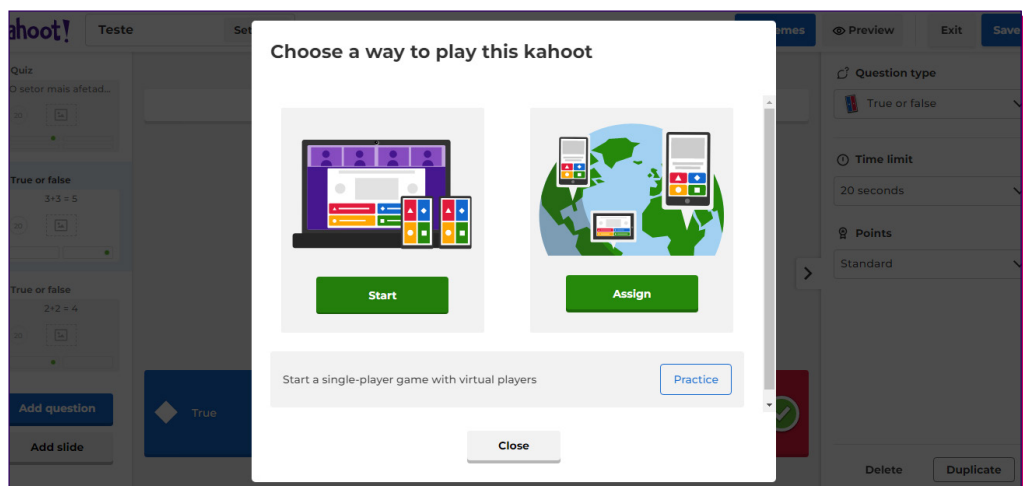 ahoot!
Teste
Set
emes
Preview
Exit
Save
Choose a way to play this kahoot
Start
Assign
Start a single-player game with virtual players
Practice
Close
Quiz
O setor mais afetad...
20
True or false
3+3 = 5
20
True or false
2+2 = 4
Add question
Add slide
True
Question type
True or false
Time limit
20 seconds
Points
Standard
Delete
Duplicate